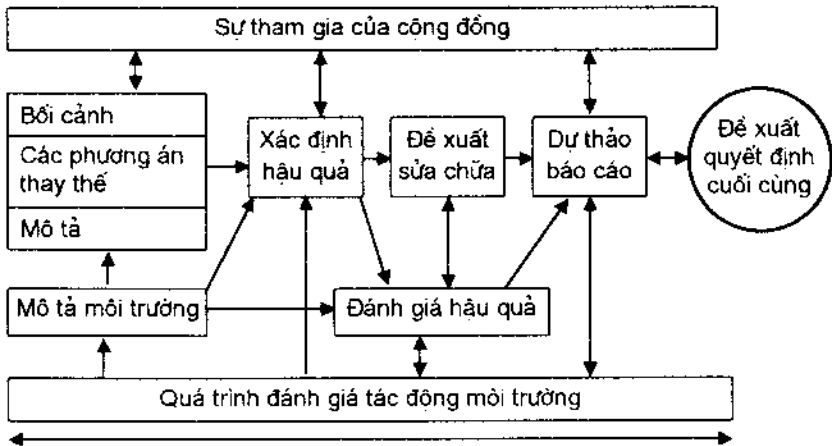 Sự tham gia của cộng đồng
Bối cảnh
Các phương án
thay thế
Mô tả
Xác định
hậu quả
Đề xuất
sửa chữa
Dự thảo
báo cáo
Đề xuất
quyết định
cuối cùng
Mô tả môi trường
Đánh giá hậu quả
Quá trình đánh giá tác động môi trường